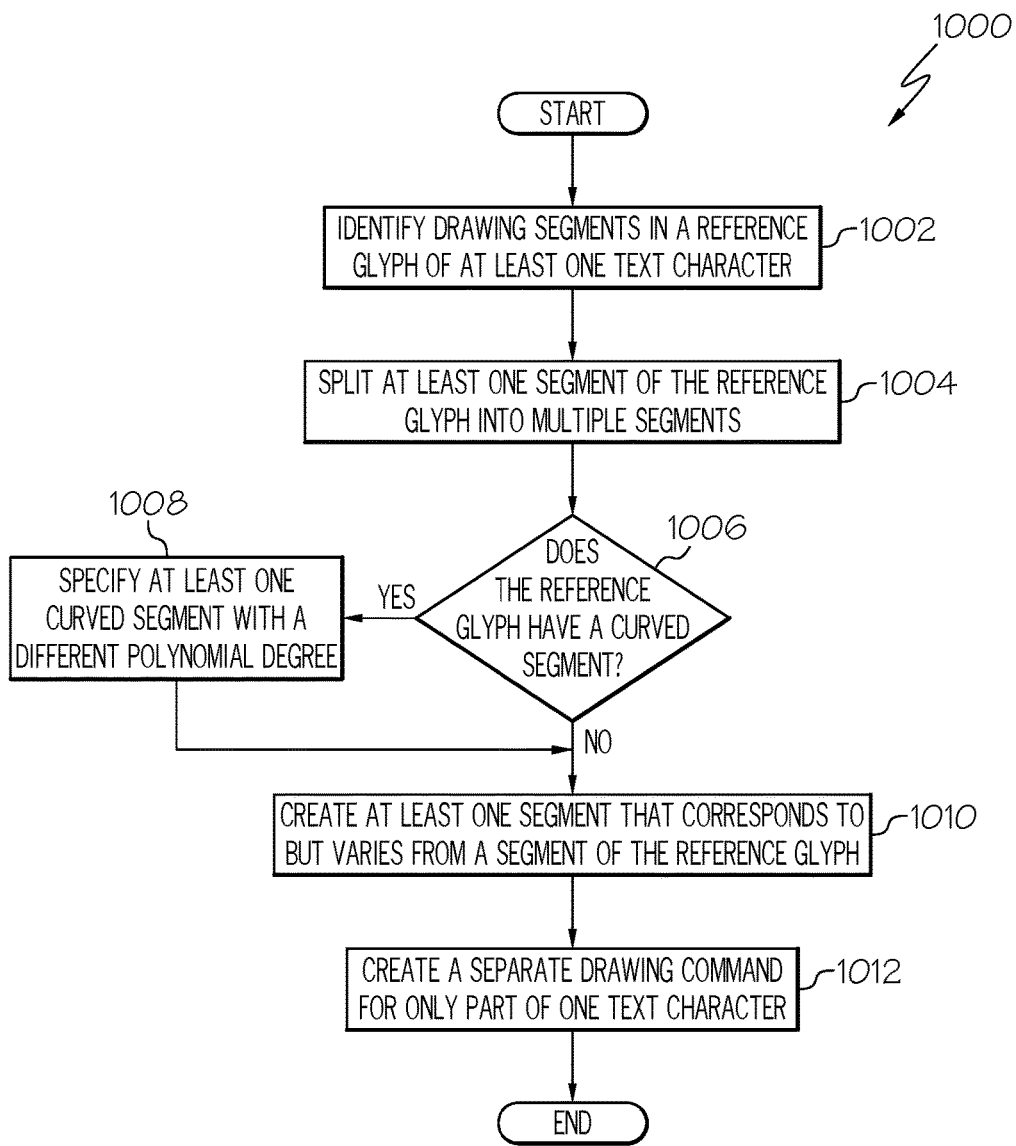 1000
START
IDENTIFY DRAWING SEGMENTS IN A REFERENCE
GLYPH OF AT LEAST ONE TEXT CHARACTER
1002
SPLIT AT LEAST ONE SEGMENT OF THE REFERENCE
GLYPH INTO MULTIPLE SEGMENTS
1004
DOES
THE REFERENCE
GLYPH HAVE A CURVED
SEGMENT?
1006
YES
1008
SPECIFY AT LEAST ONE
CURVED SEGMENT WITH A
DIFFERENT POLYNOMIAL DEGREE
NO
CREATE AT LEAST ONE SEGMENT THAT CORRESPONDS TO
BUT VARIES FROM A SEGMENT OF THE REFERENCE GLYPH
1010
CREATE A SEPARATE DRAWING COMMAND
FOR ONLY PART OF ONE TEXT CHARACTER
1012
END